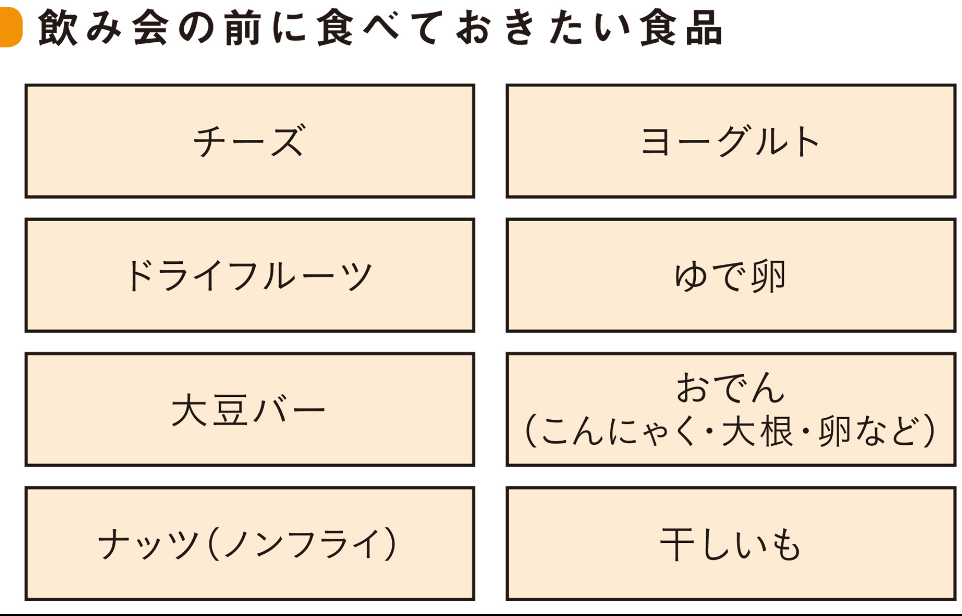 飲み会の前に食べておきたい食品
チーズ
ヨーグルト
ドライフルーツ
ゆで卵
大豆バー
おでん
（こんにゃく・大根・卵など）
ナッツ（ノンフライ）
干しいも